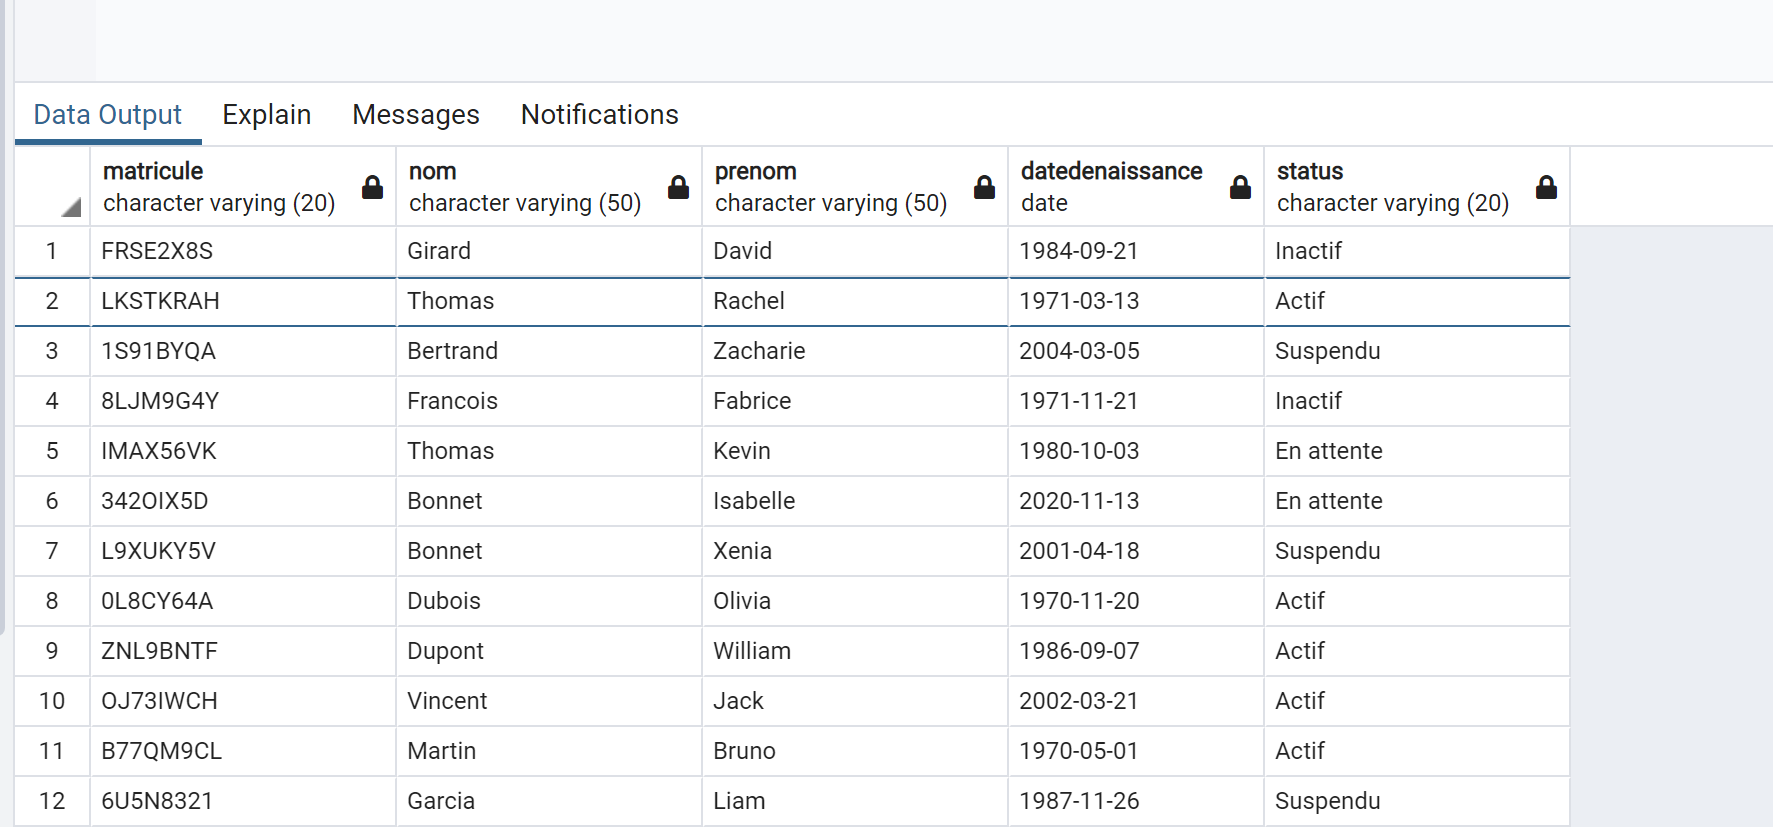 Data Output Explain Messages Notifications
matricule nom prenom datedenaissance status
character varying (20) character varying (50) character varying (50) date character varying (20)
1 FRSE2X8S Girard David 1984-09-21 Inactif
2 LKSTKRAH Thomas Rachel 1971-03-13 Actif
3 1S91BYQA Bertrand Zacharie 2004-03-05 Suspendu
4 8LJM9G4Y Francois Fabrice 1971-11-21 Inactif
5 IMAX56VK Thomas Kevin 1980-10-03 En attente
6 342OIX5D Bonnet Isabelle 2020-11-13 En attente
7 L9XUKY5V Bonnet Xenia 2001-04-18 Suspendu
8 0L8CY64A Dubois Olivia 1970-11-20 Actif
9 ZNL9BNTF Dupont William 1986-09-07 Actif
10 OJ73IWCH Vincent Jack 2002-03-21 Actif
11 B77QM9CL Martin Bruno 1970-05-01 Actif
12 6U5N8321 Garcia Liam 1987-11-26 Suspendu